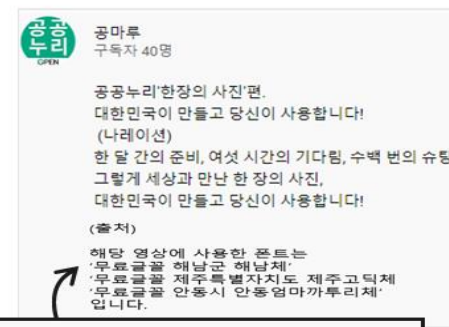 공공
누리
OPEN
공마루
구독자 40명
공공누리'한장의 사진'편.
대한민국이 만들고 당신이 사용합니다!
(나레이션)
한 달 간의 준비, 여섯 시간의 기다림, 수백 번의 슈팅
그렇게 세상과 만난 한 장의 사진,
대한민국이 만들고 당신이 사용합니다!
(출처)
해당 영상에 사용한 폰트는
'무료글꼴 해남군 해남체'
'무료글꼴 제주특별자치도 제주고딕체
'무료글꼴 안동시 안동엄마까투리체'
입니다.